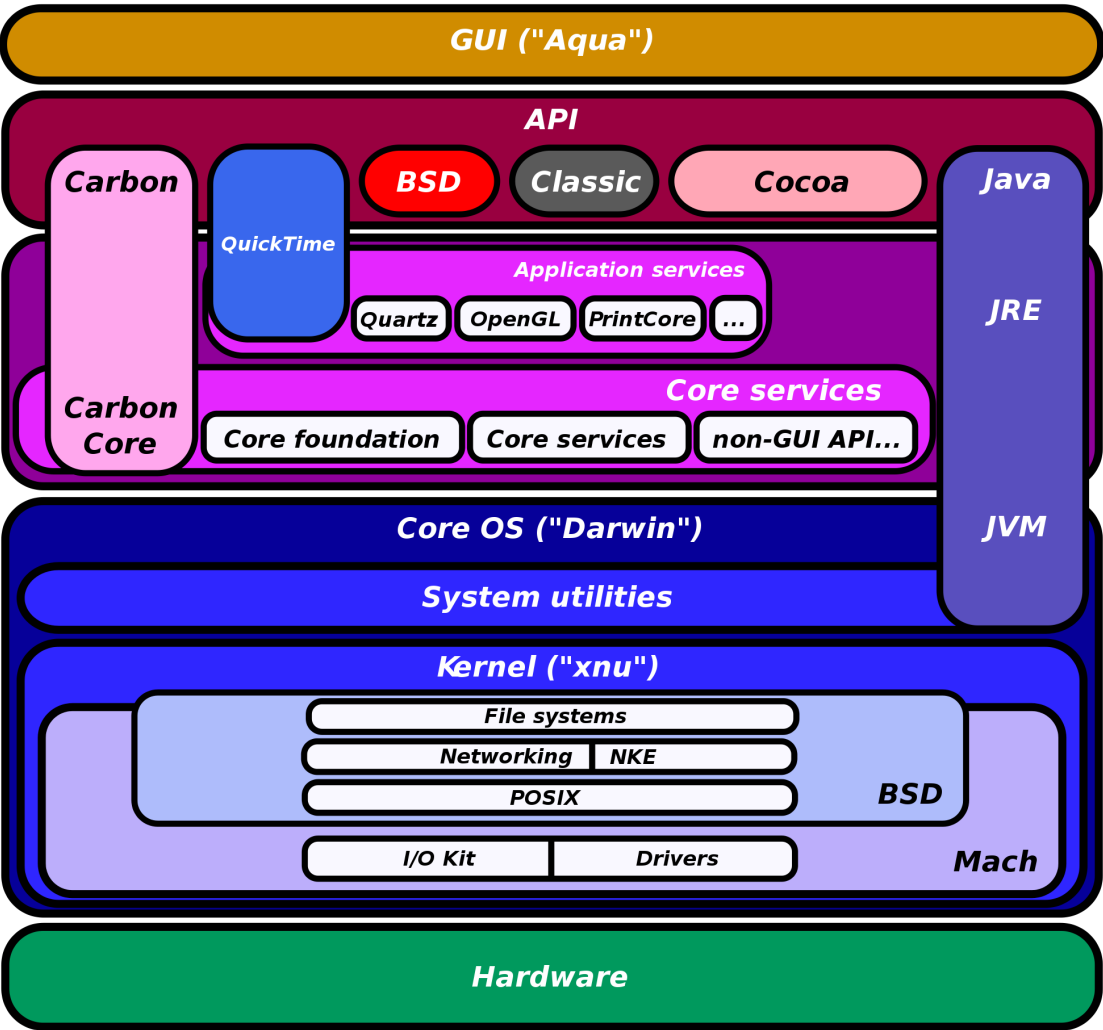 GUI ("Aqua")
API
Carbon
BSD
Classic
Cocoa
Java
QuickTime
Application services
Quartz
OpenGL
PrintCore
...
JRE
Core services
Carbon
Core
Core foundation
Core services
non-GUI API...
Core OS ("Darwin")
JVM
System utilities
Kernel ("xnu")
File systems
Networking
NKE
POSIX
BSD
I/O Kit
Drivers
Mach
Hardware